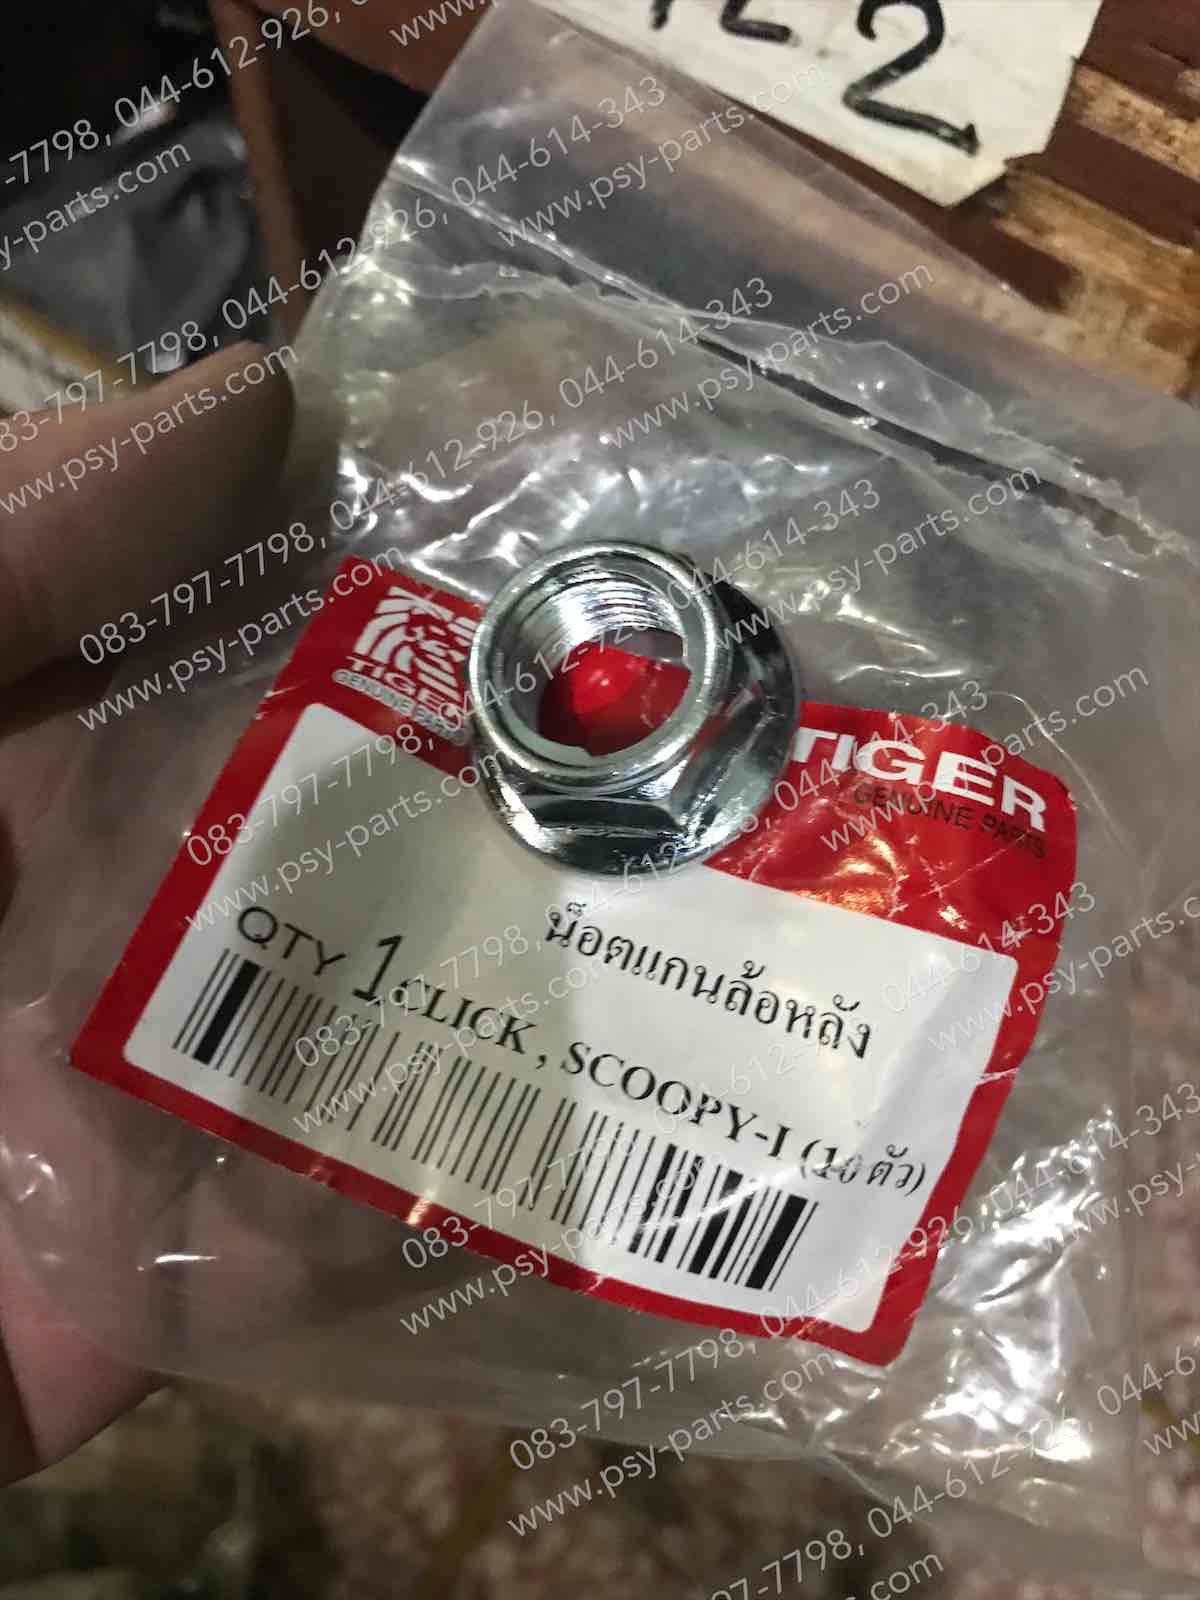 2
TIGER
GENUINE PARTS
TIGER
GENUINE PARTS
น็อตแกนล้อหลัง
QTY 1
CLICK , SCOOPY-I (10 ตัว)
083-797-7798, 044-612-926, 044-614-343
www.psy-parts.com